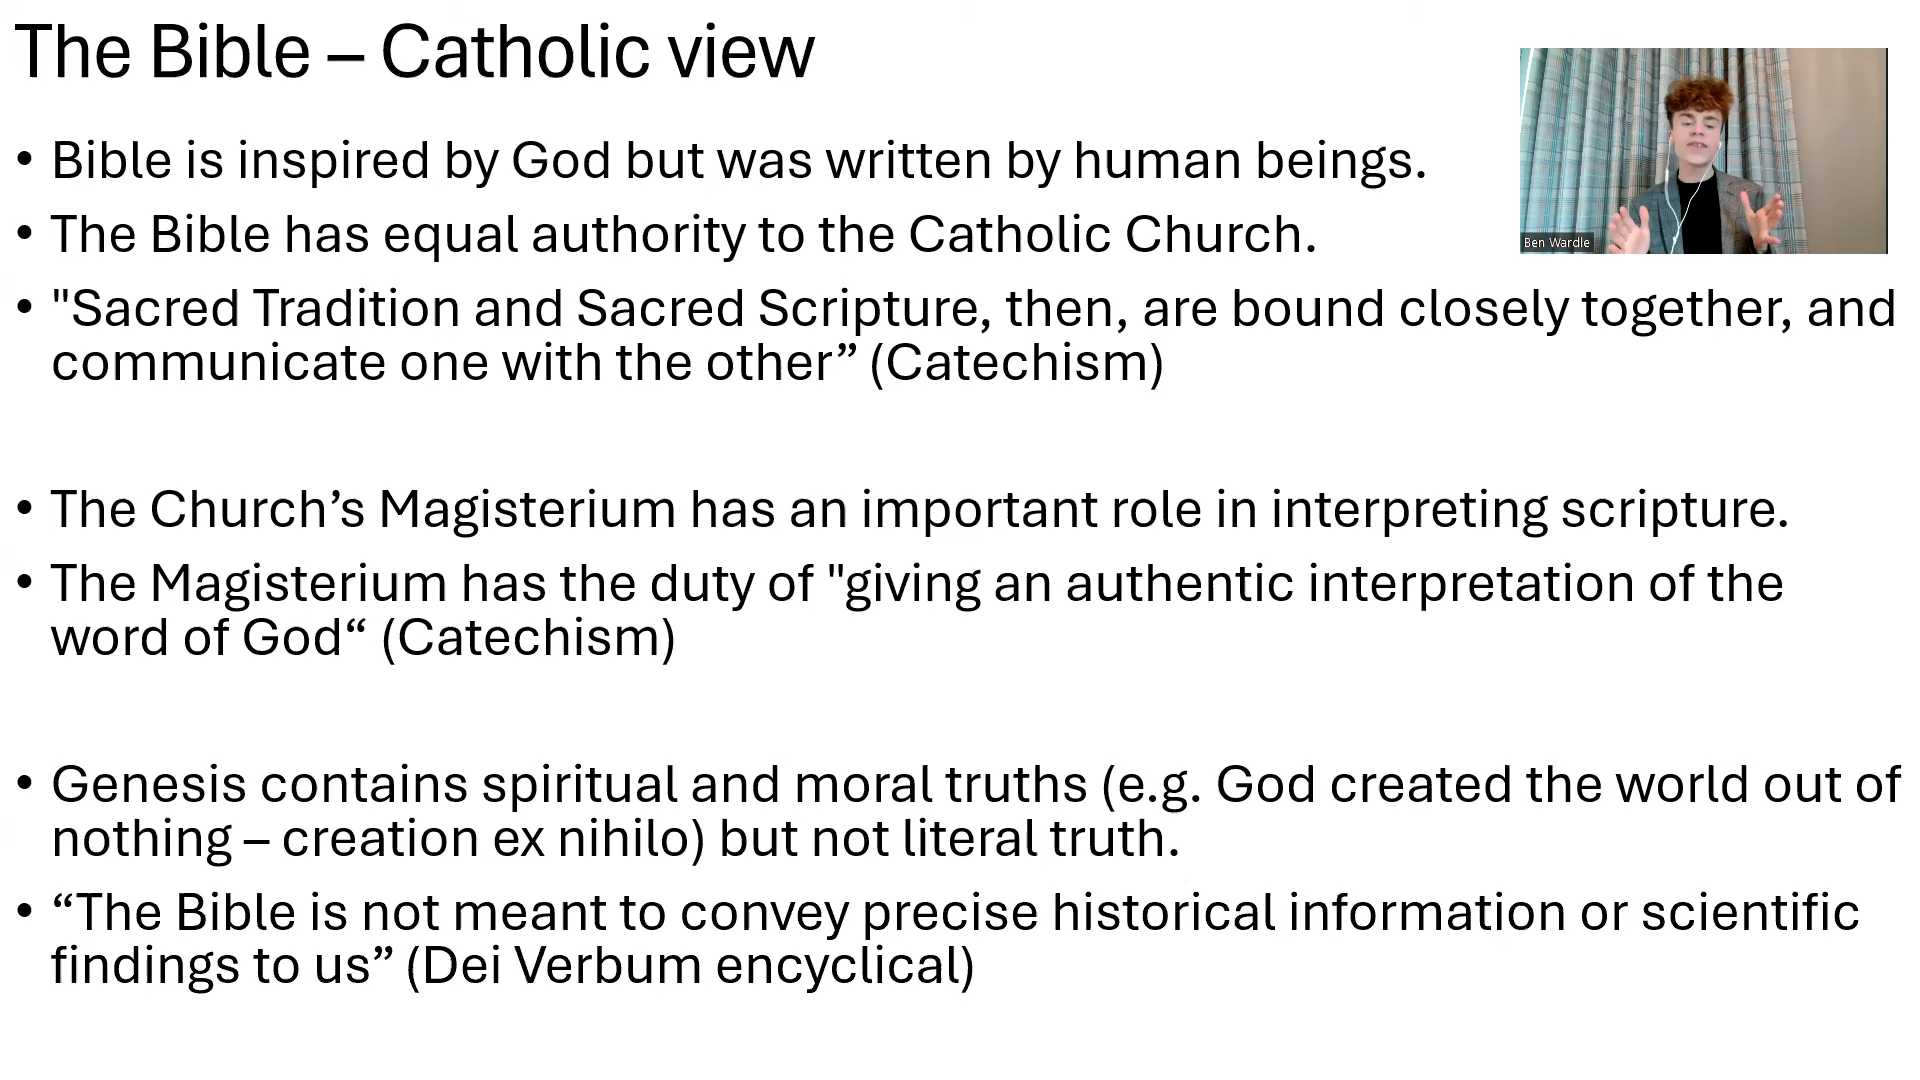 The Bible – Catholic view
• Bible is inspired by God but was written by human beings.
• The Bible has equal authority to the Catholic Church.
• "Sacred Tradition and Sacred Scripture, then, are bound closely together, and
communicate one with the other” (Catechism)
• The Church’s Magisterium has an important role in interpreting scripture.
• The Magisterium has the duty of "giving an authentic interpretation of the
word of God“ (Catechism)
• Genesis contains spiritual and moral truths (e.g. God created the world out of
nothing – creation ex nihilo) but not literal truth.
• “The Bible is not meant to convey precise historical information or scientific
findings to us” (Dei Verbum encyclical)
Ben Wardle